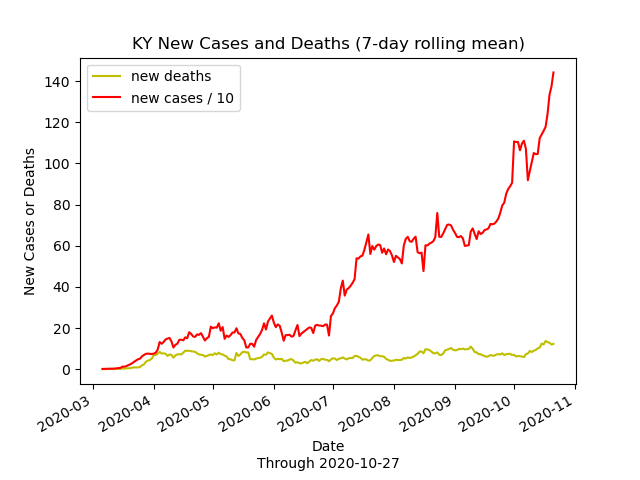 KY New Cases and Deaths (7-day rolling mean)
new deaths
new cases / 10
140
120
100
80
60
40
20
0
New Cases or Deaths
2020-03
2020-04
2020-05
2020-06
2020-07
2020-08
2020-09
2020-10
2020-11
Date
Through 2020-10-27